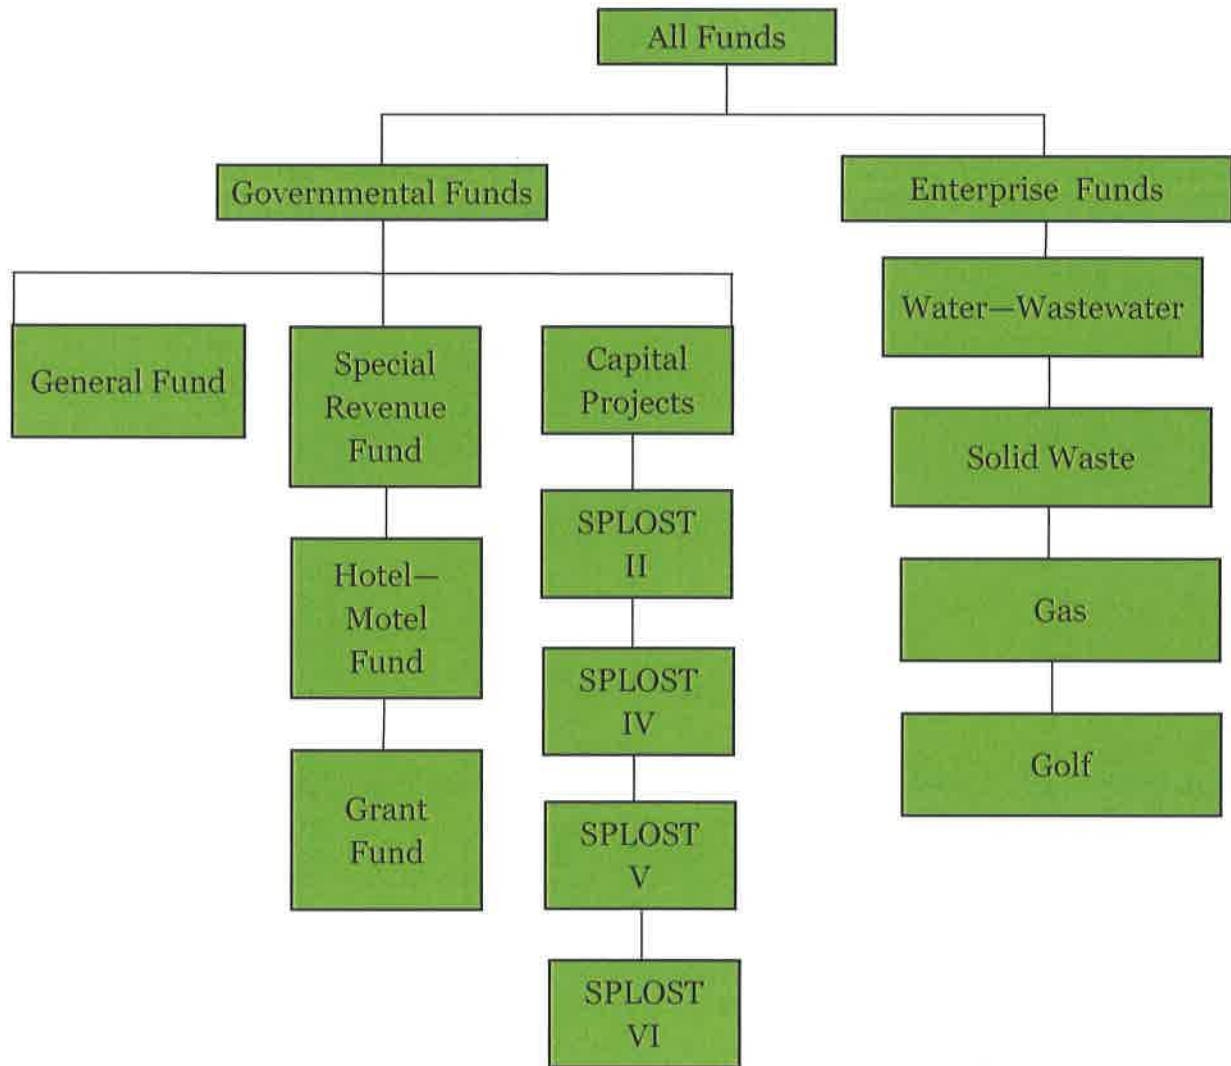 All Funds
Governmental Funds
Enterprise Funds
General Fund
Special
Revenue
Fund
Hotel—
Motel
Fund
Grant
Fund
Capital
Projects
SPLOST
II
SPLOST
IV
SPLOST
V
SPLOST
VI
Water—Wastewater
Solid Waste
Gas
Golf